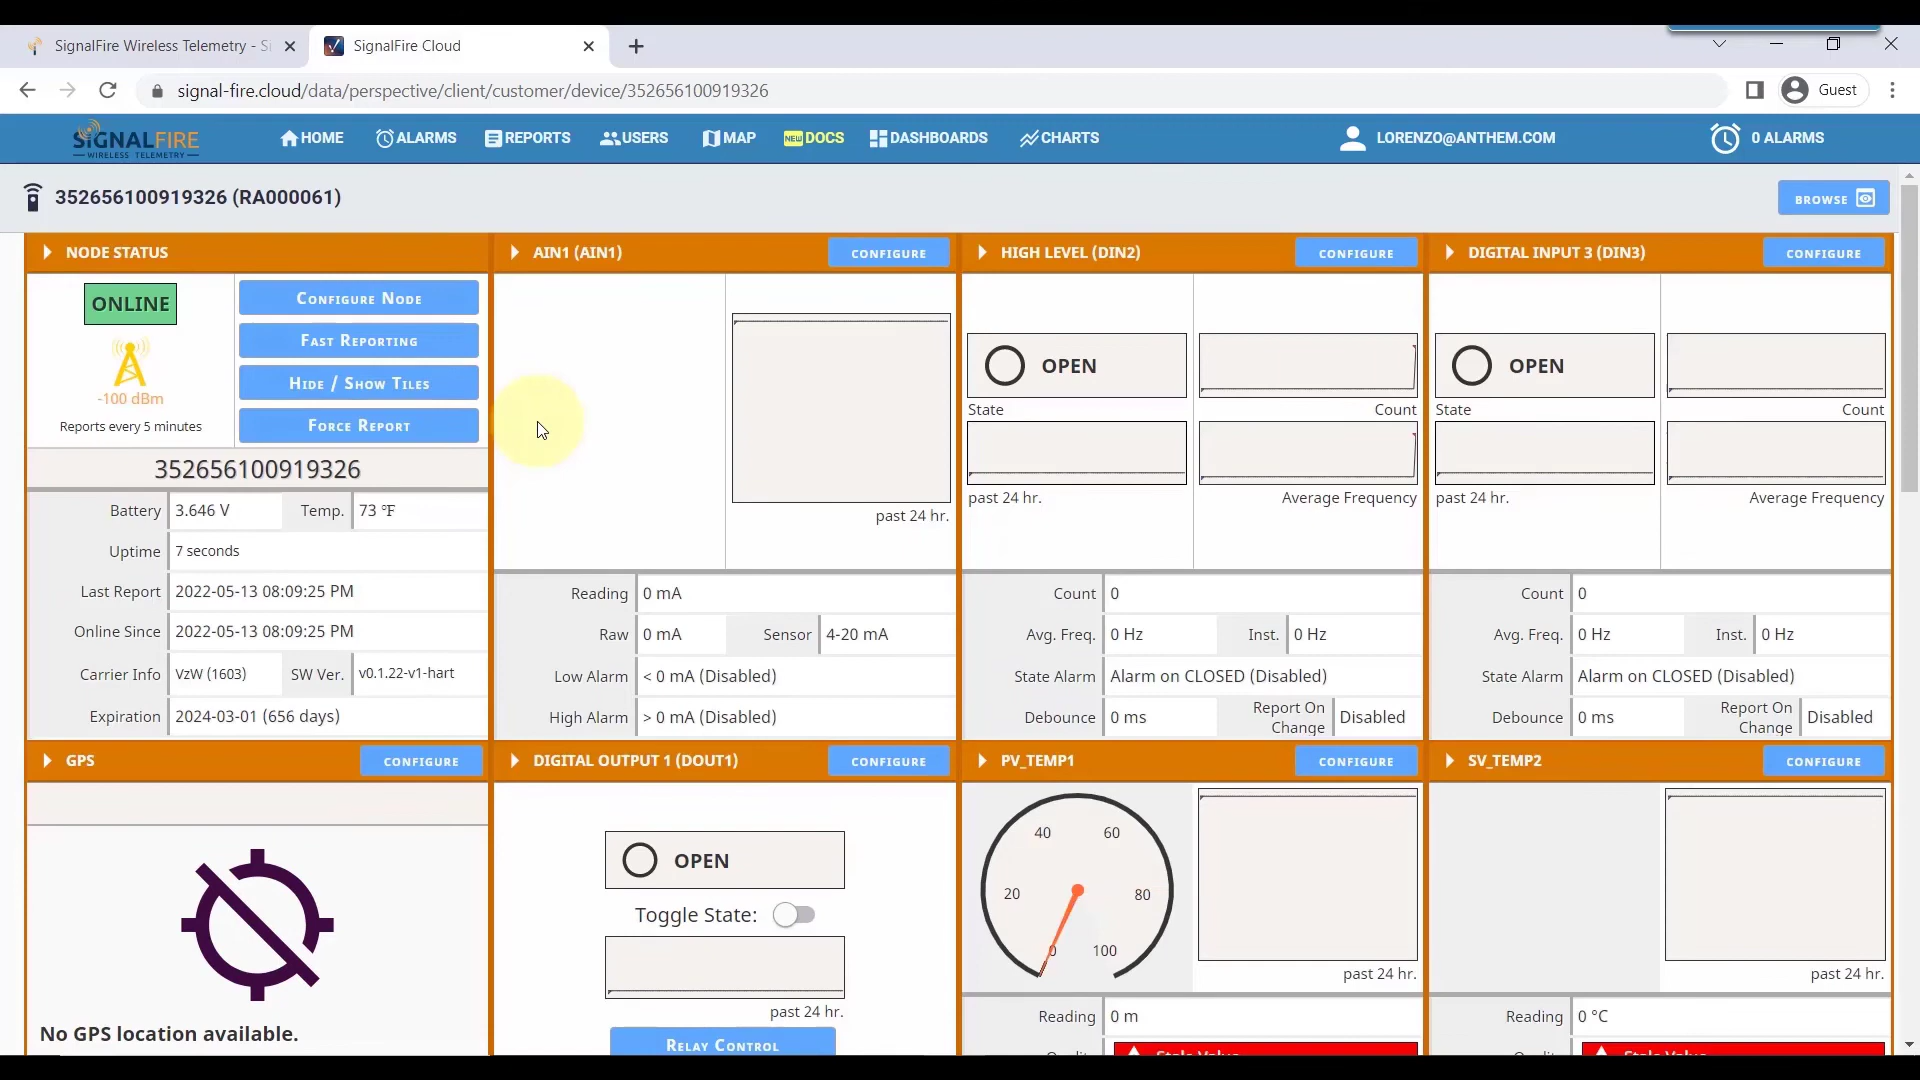 SignalFire Wireless Telemetry - Si
SignalFire Cloud
signal-fire.cloud/data/perspective/client/customer/device/352656100919326
Guest
SIGNALFIRE
WIRELESS TELEMETRY
HOME
ALARMS
REPORTS
USERS
MAP
NEW DOCS
DASHBOARDS
CHARTS
LORENZO@ANTHEM.COM
0 ALARMS
352656100919326 (RA000061)
BROWSE
NODE STATUS
ONLINE
-100 dBm
Reports every 5 minutes
CONFIGURE NODE
FAST REPORTING
HIDE / SHOW TILES
FORCE REPORT
352656100919326
Battery 3.646 V Temp. 73 °F
Uptime 7 seconds
Last Report 2022-05-13 08:09:25 PM
Online Since 2022-05-13 08:09:25 PM
Carrier Info VzW (1603) SW Ver. v0.1.22-v1-hart
Expiration 2024-03-01 (656 days)
AIN1 (AIN1) CONFIGURE
past 24 hr.
Reading 0 mA
Raw 0 mA Sensor 4-20 mA
Low Alarm < 0 mA (Disabled)
High Alarm > 0 mA (Disabled)
HIGH LEVEL (DIN2) CONFIGURE
OPEN
State Count
past 24 hr. Average Frequency
Count 0
Avg. Freq. 0 Hz Inst. 0 Hz
State Alarm Alarm on CLOSED (Disabled)
Debounce 0 ms Report On Change Disabled
DIGITAL INPUT 3 (DIN3) CONFIGURE
OPEN
State Count
past 24 hr. Average Frequency
Count 0
Avg. Freq. 0 Hz Inst. 0 Hz
State Alarm Alarm on CLOSED (Disabled)
Debounce 0 ms Report On Change Disabled
GPS CONFIGURE
No GPS location available.
DIGITAL OUTPUT 1 (DOUT1) CONFIGURE
OPEN
Toggle State:
past 24 hr.
RELAY CONTROL
PV_TEMP1 CONFIGURE
0 20 40 60 80 100
past 24 hr.
Reading 0 m
Quality Stale Value
SV_TEMP2 CONFIGURE
past 24 hr.
Reading 0 °C
Quality Stale Value